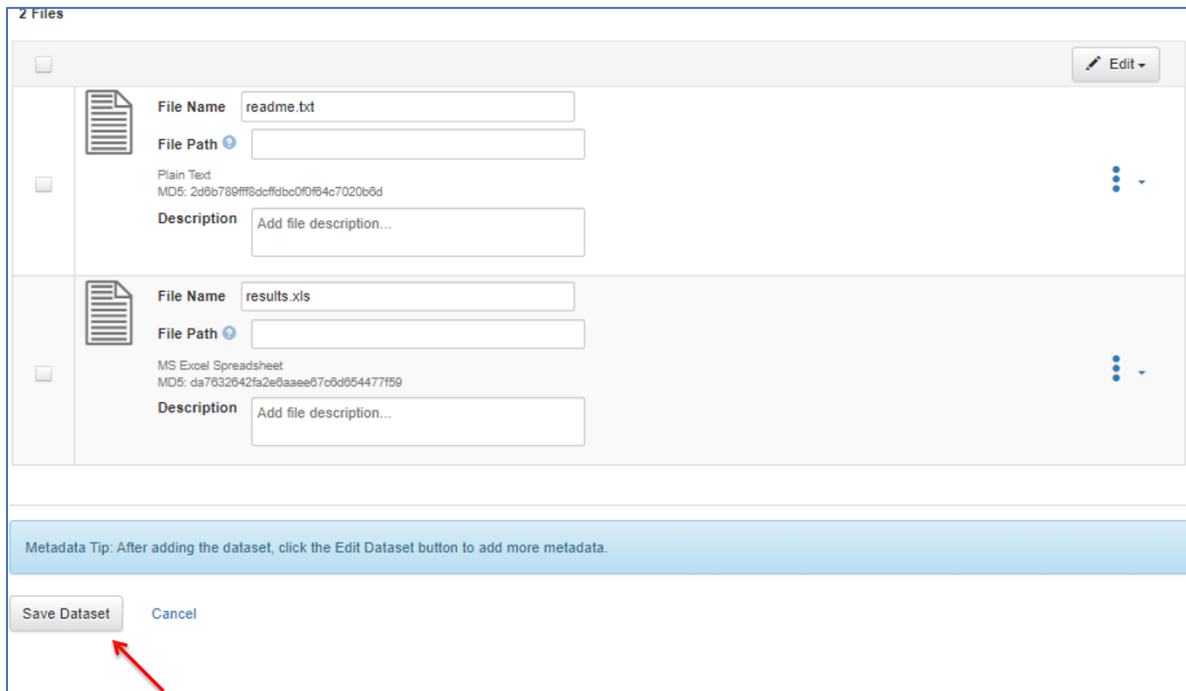 2 Files
Edit
File Name readme.txt
File Path
Plain Text
MD5: 2d6b789fff8dcffdbc0f0f64c7020b6d
Description Add file description...
File Name results.xls
File Path
MS Excel Spreadsheet
MD5: da7632642fa2e6aaee67c6d654477f59
Description Add file description...
Metadata Tip: After adding the dataset, click the Edit Dataset button to add more metadata.
Save Dataset Cancel